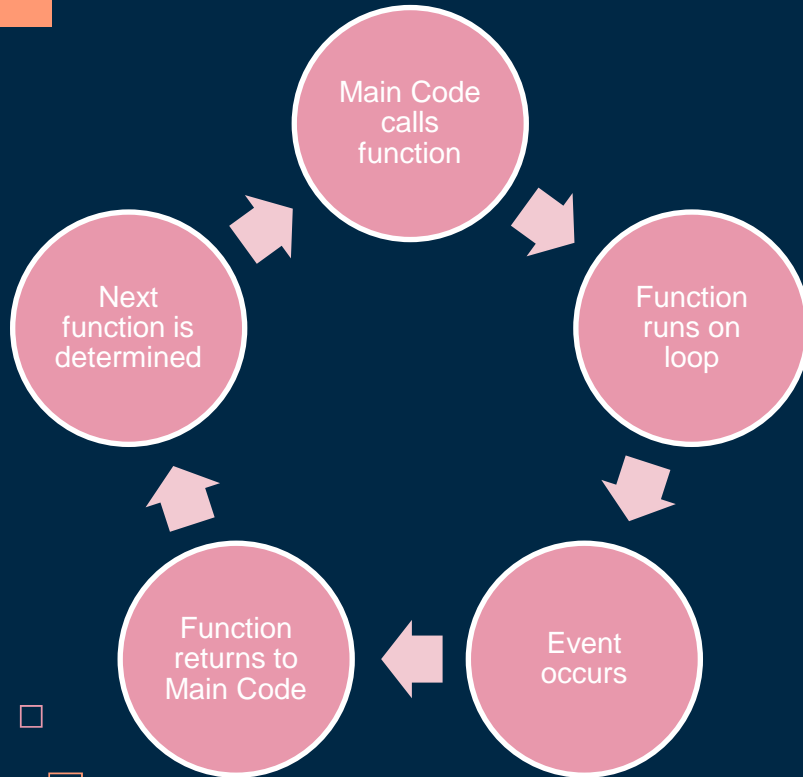 Main Code
calls
function
Function
runs on
loop
Event
occurs
Function
returns to
Main Code
Next
function is
determined